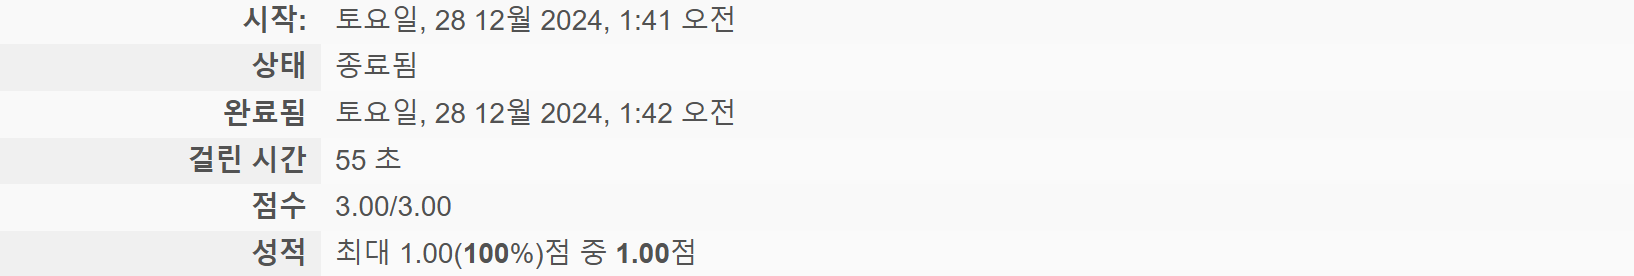 시작: 토요일, 28 12월 2024, 1:41 오전
상태 종료됨
완료됨 토요일, 28 12월 2024, 1:42 오전
걸린 시간 55 초
점수 3.00/3.00
성적 최대 1.00(100%)점 중 1.00점